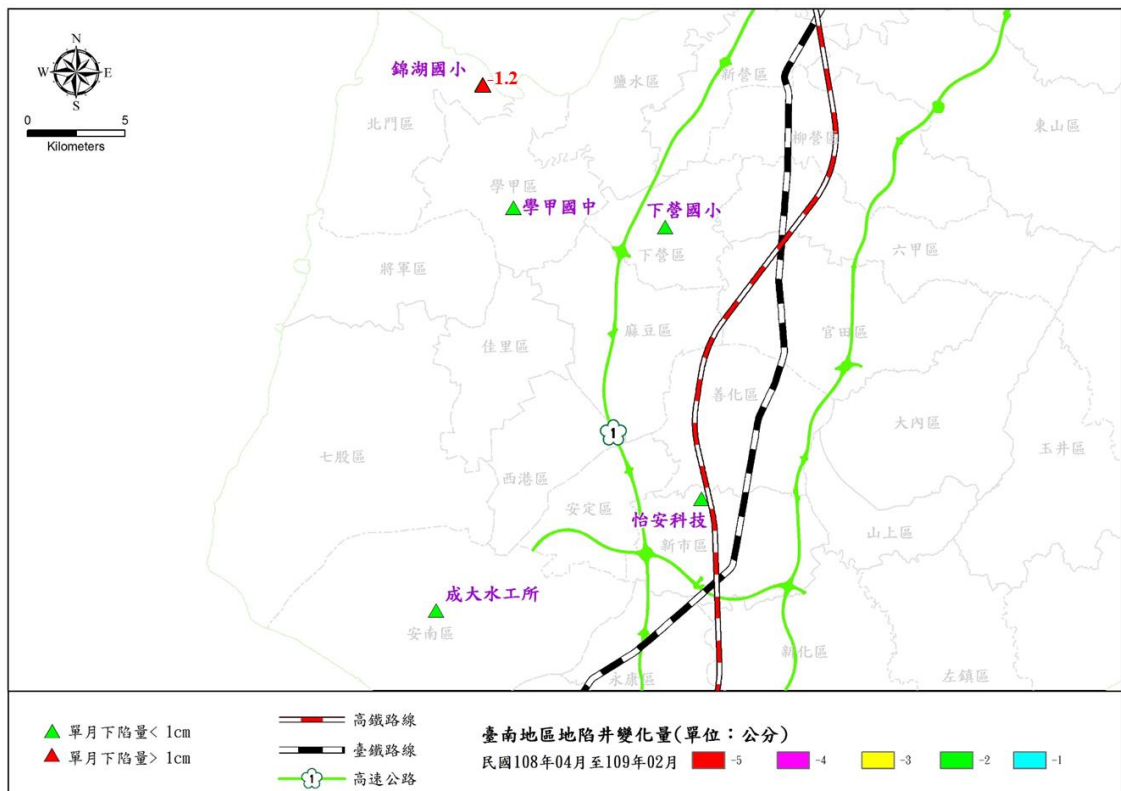 N
W
E
S
0
5
Kilometers
錦湖國小
-1.2
鹽水區
新營區
北門區
東山區
柳營區
學甲區
學甲國中
下營國小
下營區
六甲區
將軍區
麻豆區
官田區
佳里區
善化區
大內區
1
玉井區
七股區
西港區
安定區
怡安科技
山上區
新市區
成大水工所
安南區
新化區
永康區
左鎮區
單月下陷量< 1cm
單月下陷量> 1cm
高鐵路線
臺鐵路線
1
高速公路
臺南地區地陷井變化量(單位：公分)
民國108年04月至109年02月
-5
-4
-3
-2
-1